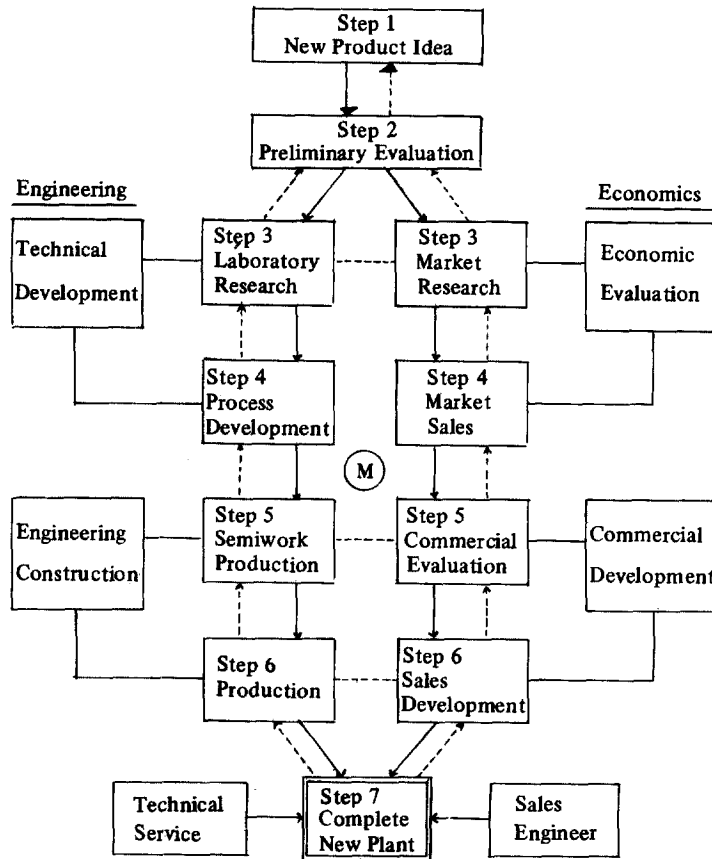 Step 1
New Product Idea
Step 2
Preliminary Evaluation
Engineering
Economics
Technical
Development
Step 3
Laboratory
Research
Step 3
Market
Research
Economic
Evaluation
Step 4
Process
Development
Step 4
Market
Sales
M
Engineering
Construction
Step 5
Semiwork
Production
Step 5
Commercial
Evaluation
Commercial
Development
Step 6
Production
Step 6
Sales
Development
Technical
Service
Step 7
Complete
New Plant
Sales
Engineer